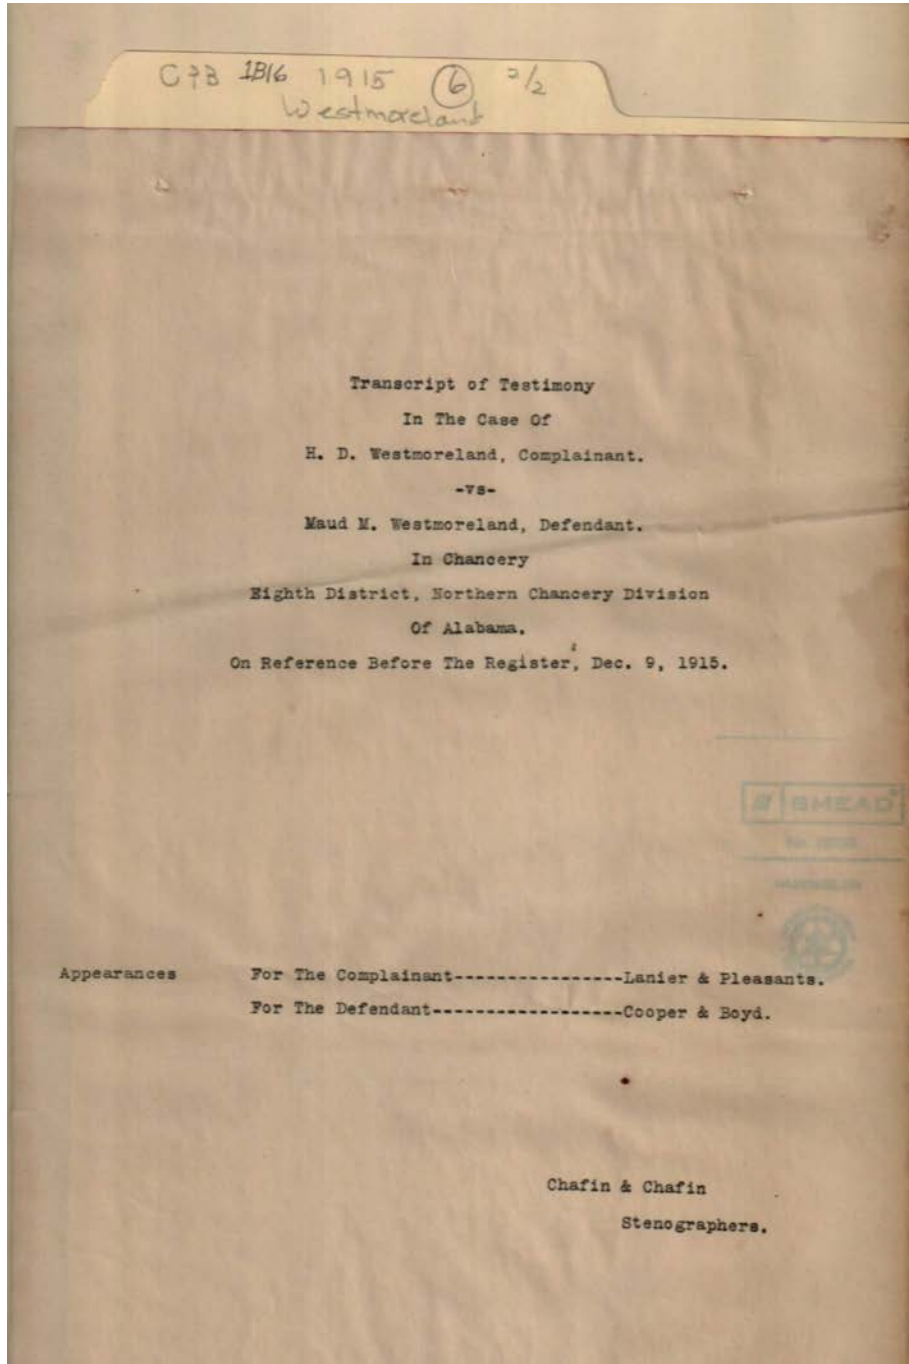 1B16 1915 6 2/2
Westmoreland
Transcript of Testimony
In The Case Of
H. D. Westmoreland, Complainant.
-vs-
Maud M. Westmoreland, Defendant.
In Chancery
Eighth District, Northern Chancery Division
Of Alabama.
On Reference Before The Register, Dec. 9, 1915.
SMEAD
Appearances For The Complainant-----------------Lanier & Pleasants.
For The Defendant-------------------Cooper & Boyd.
Chafin & Chafin
Stenographers.